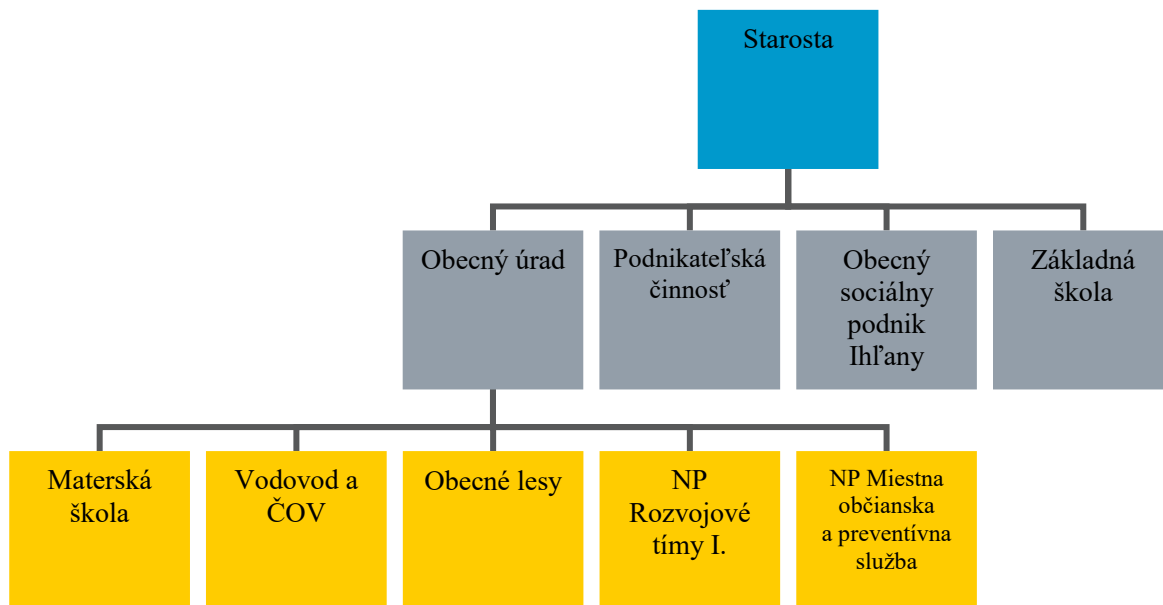 Starosta
Obecný úrad
Podnikateľská
činnosť
Obecný
sociálny
podnik
Ihľany
Základná
škola
Materská
škola
Vodovod a
ČOV
Obecné lesy
NP
Rozvojové
tímy I.
NP Miestna
občianska
a preventívna
služba